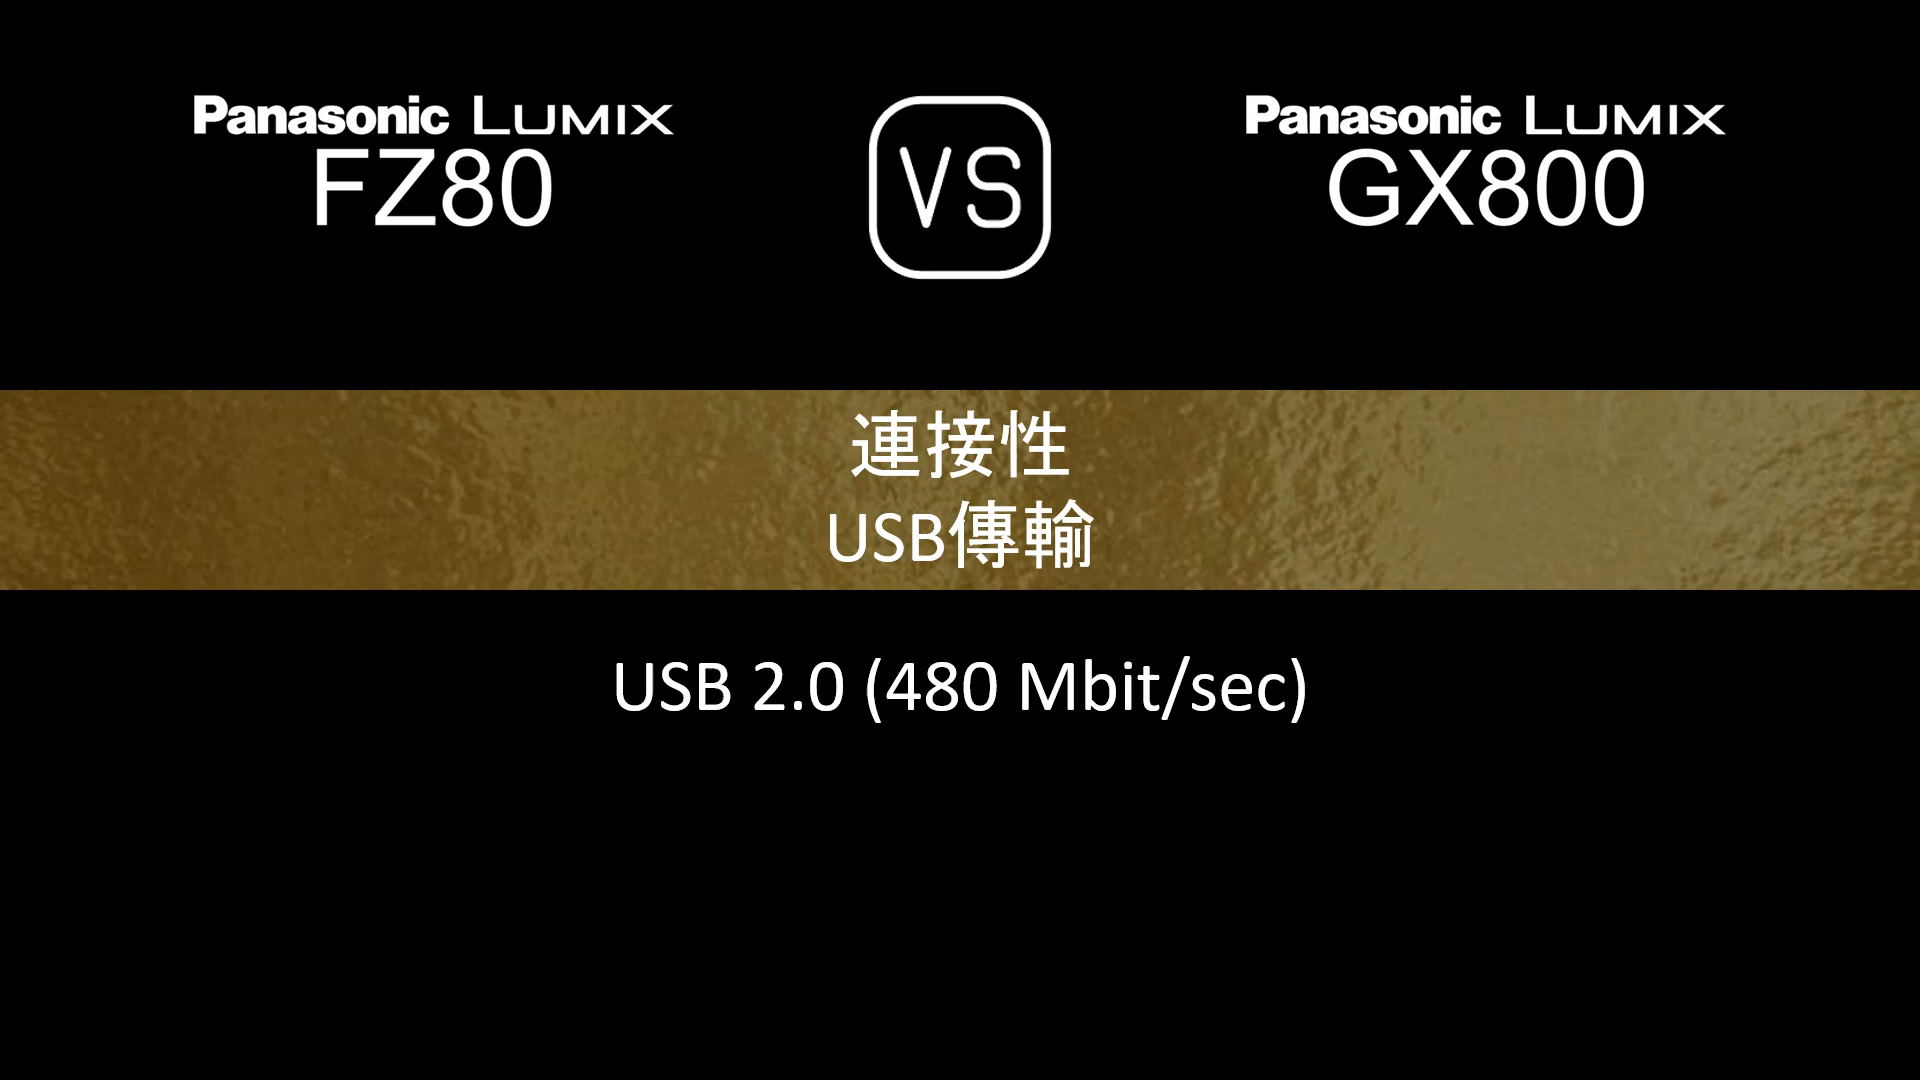 Panasonic LUMIX
FZ80
VS
Panasonic LUMIX
GX800
連接性
USB傳輸
USB 2.0 (480 Mbit/sec)